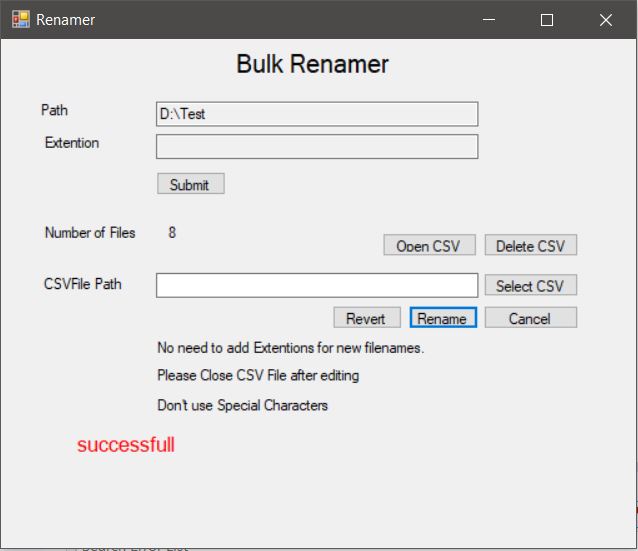 Renamer
Bulk Renamer
Path
D:\Test
Extention
Submit
Number of Files 8
Open CSV Delete CSV
CSVFile Path
Select CSV
Revert Rename Cancel
No need to add Extentions for new filenames.
Please Close CSV File after editing
Don't use Special Characters
successfull